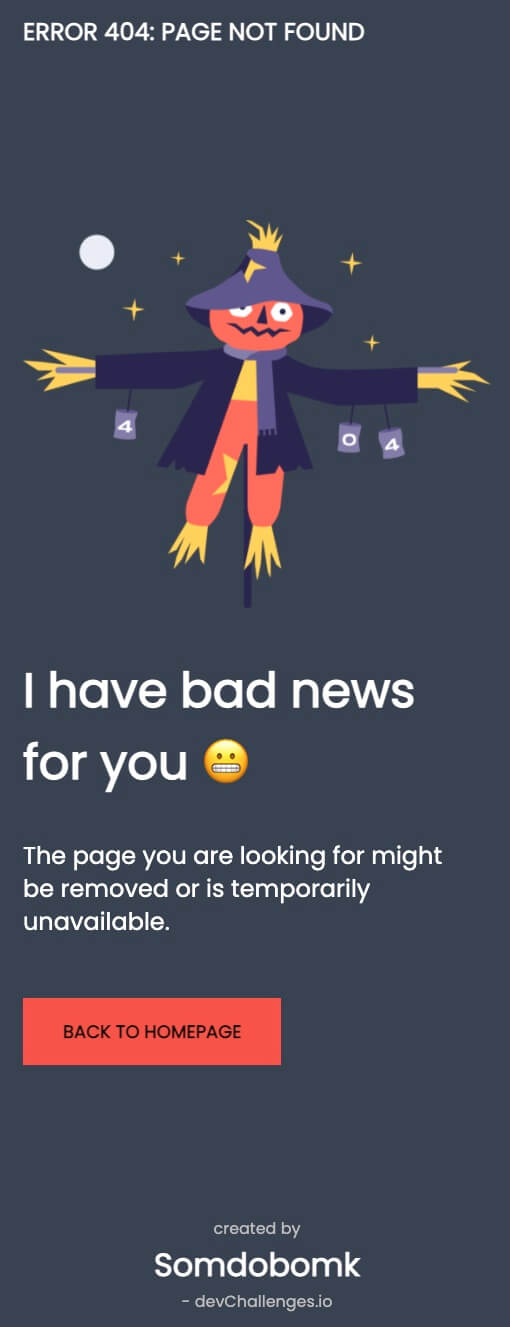 ERROR 404: PAGE NOT FOUND
4
0
4
I have bad news
for you 😬
The page you are looking for might
be removed or is temporarily
unavailable.
BACK TO HOMEPAGE
created by
Somdobomk
- devChallenges.io